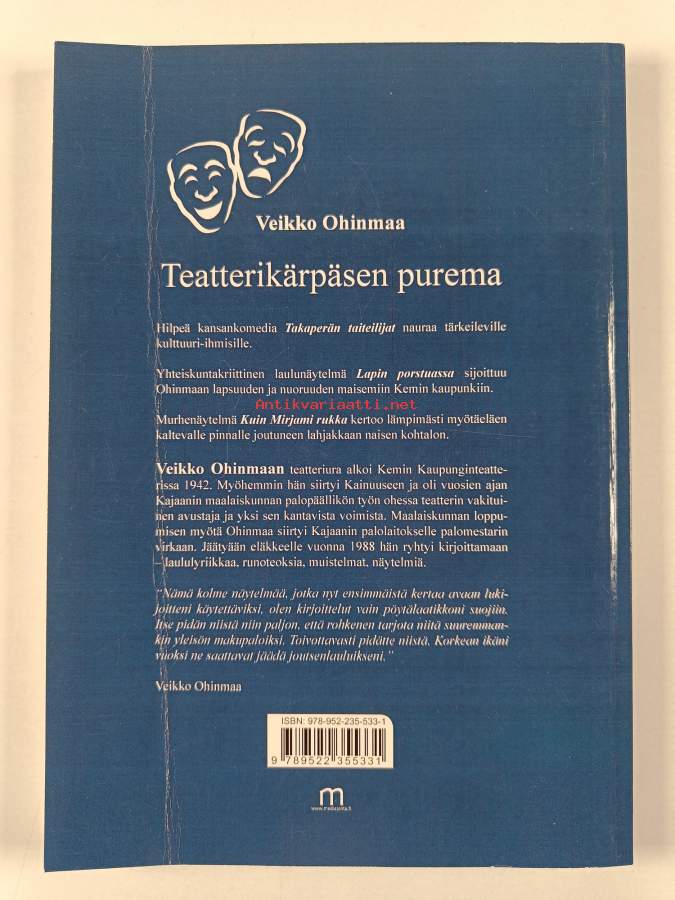 Veikko Ohinmaa
Teatterikärpäsen purema
Hilpeä kansankomedia Takaperän taiteilijat nauraa tärkeileville
kulttuuri-ihmisille.
Yhteiskuntakriittinen laulunäytelmä Lapin porstuassa sijoittuu
Ohinmaan lapsuuden ja nuoruuden maisemiin Kemin kaupunkiin.
Antikvariaatti.net
Murhenäytelmä Kuin Mirjami rukka kertoo lämpimästi myötäeläen
kaltevalle pinnalle joutuneen lahjakkaan naisen kohtalon.
Veikko Ohinmaan teatteriura alkoi Kemin Kaupunginteatte-
rissa 1942. Myöhemmin hän siirtyi Kainuuseen ja oli vuosien ajan
Kajaanin maalaiskunnan palopäällikön työn ohessa teatterin vakitui-
nen avustaja ja yksi sen kantavista voimista. Maalaiskunnan loppu-
misen myötä Ohinmaa siirtyi Kajaanin palolaitokselle palomestarin
virkaan. Jäätyään eläkkeelle vuonna 1988 hän ryhtyi kirjoittamaan
– laululyriikkaa, runoteoksia, muistelmat, näytelmiä.
"Nämä kolme näytelmää, jotka nyt ensimmäistä kertaa avaan luki-
joitteni käytettäviksi, olen kirjoittelut vain pöytälaatikkoni suojiin.
Itse pidän niistä niin paljon, että rohkenen tarjota niitä suuremman-
kin yleisön makupaloiksi. Toivottavasti pidätte niistä. Korkean ikäni
vuoksi ne saattavat jäädä joutsenlauluikseni."
Veikko Ohinmaa
ISBN: 978-952-235-533-1
9 789522 355331
m
www.mediapinta.fi